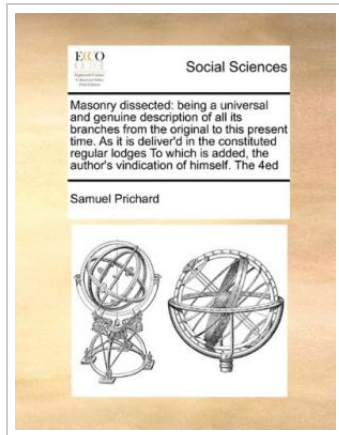 ECCO
Social Sciences
Masonry dissected: being a universal
and genuine description of all its
branches from the original to this present
time. As it is deliver'd in the constituted
regular lodges To which is added, the
author's vindication of himself. The 4ed
Samuel Prichard